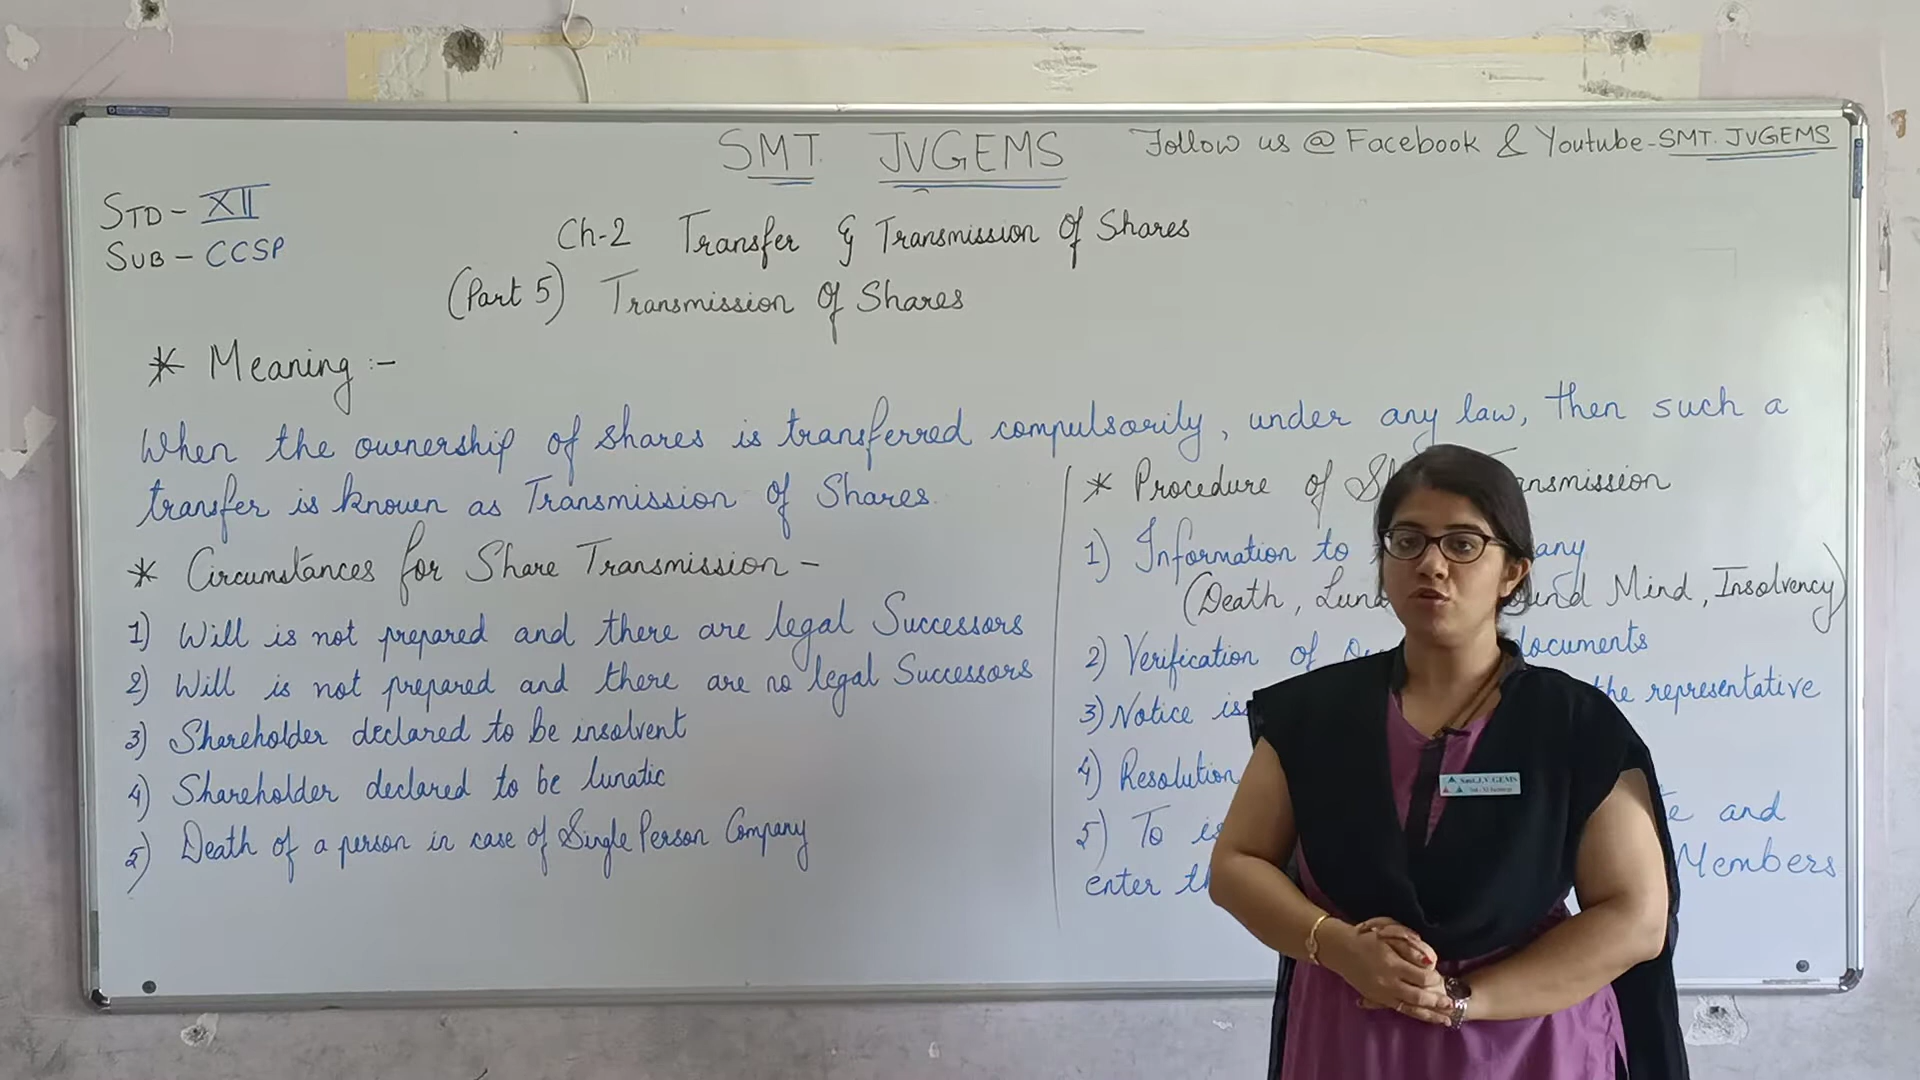 SMT. JVGEMS
Follow us @ Facebook & Youtube - SMT. JVGEMS
STD - XII
SUB - CCSP
Ch-2 Transfer & Transmission Of Shares
(Part 5) Transmission Of Shares
* Meaning :-
When the ownership of shares is transferred compulsorily, under any law, then such a
transfer is known as Transmission of Shares.
* Circumstances for Share Transmission -
1) Will is not prepared and there are legal Successors
2) Will is not prepared and there are no legal Successors
3) Shareholder declared to be insolvent
4) Shareholder declared to be lunatic
5) Death of a person in case of Single Person Company
* Procedure of Transmission
1) Information to
(Death, Mind, Insolvency)
2) Verification of documents
3) Notice the representative
4) Resolution
5) To and
enter Members
Smt.J.V.GEMS